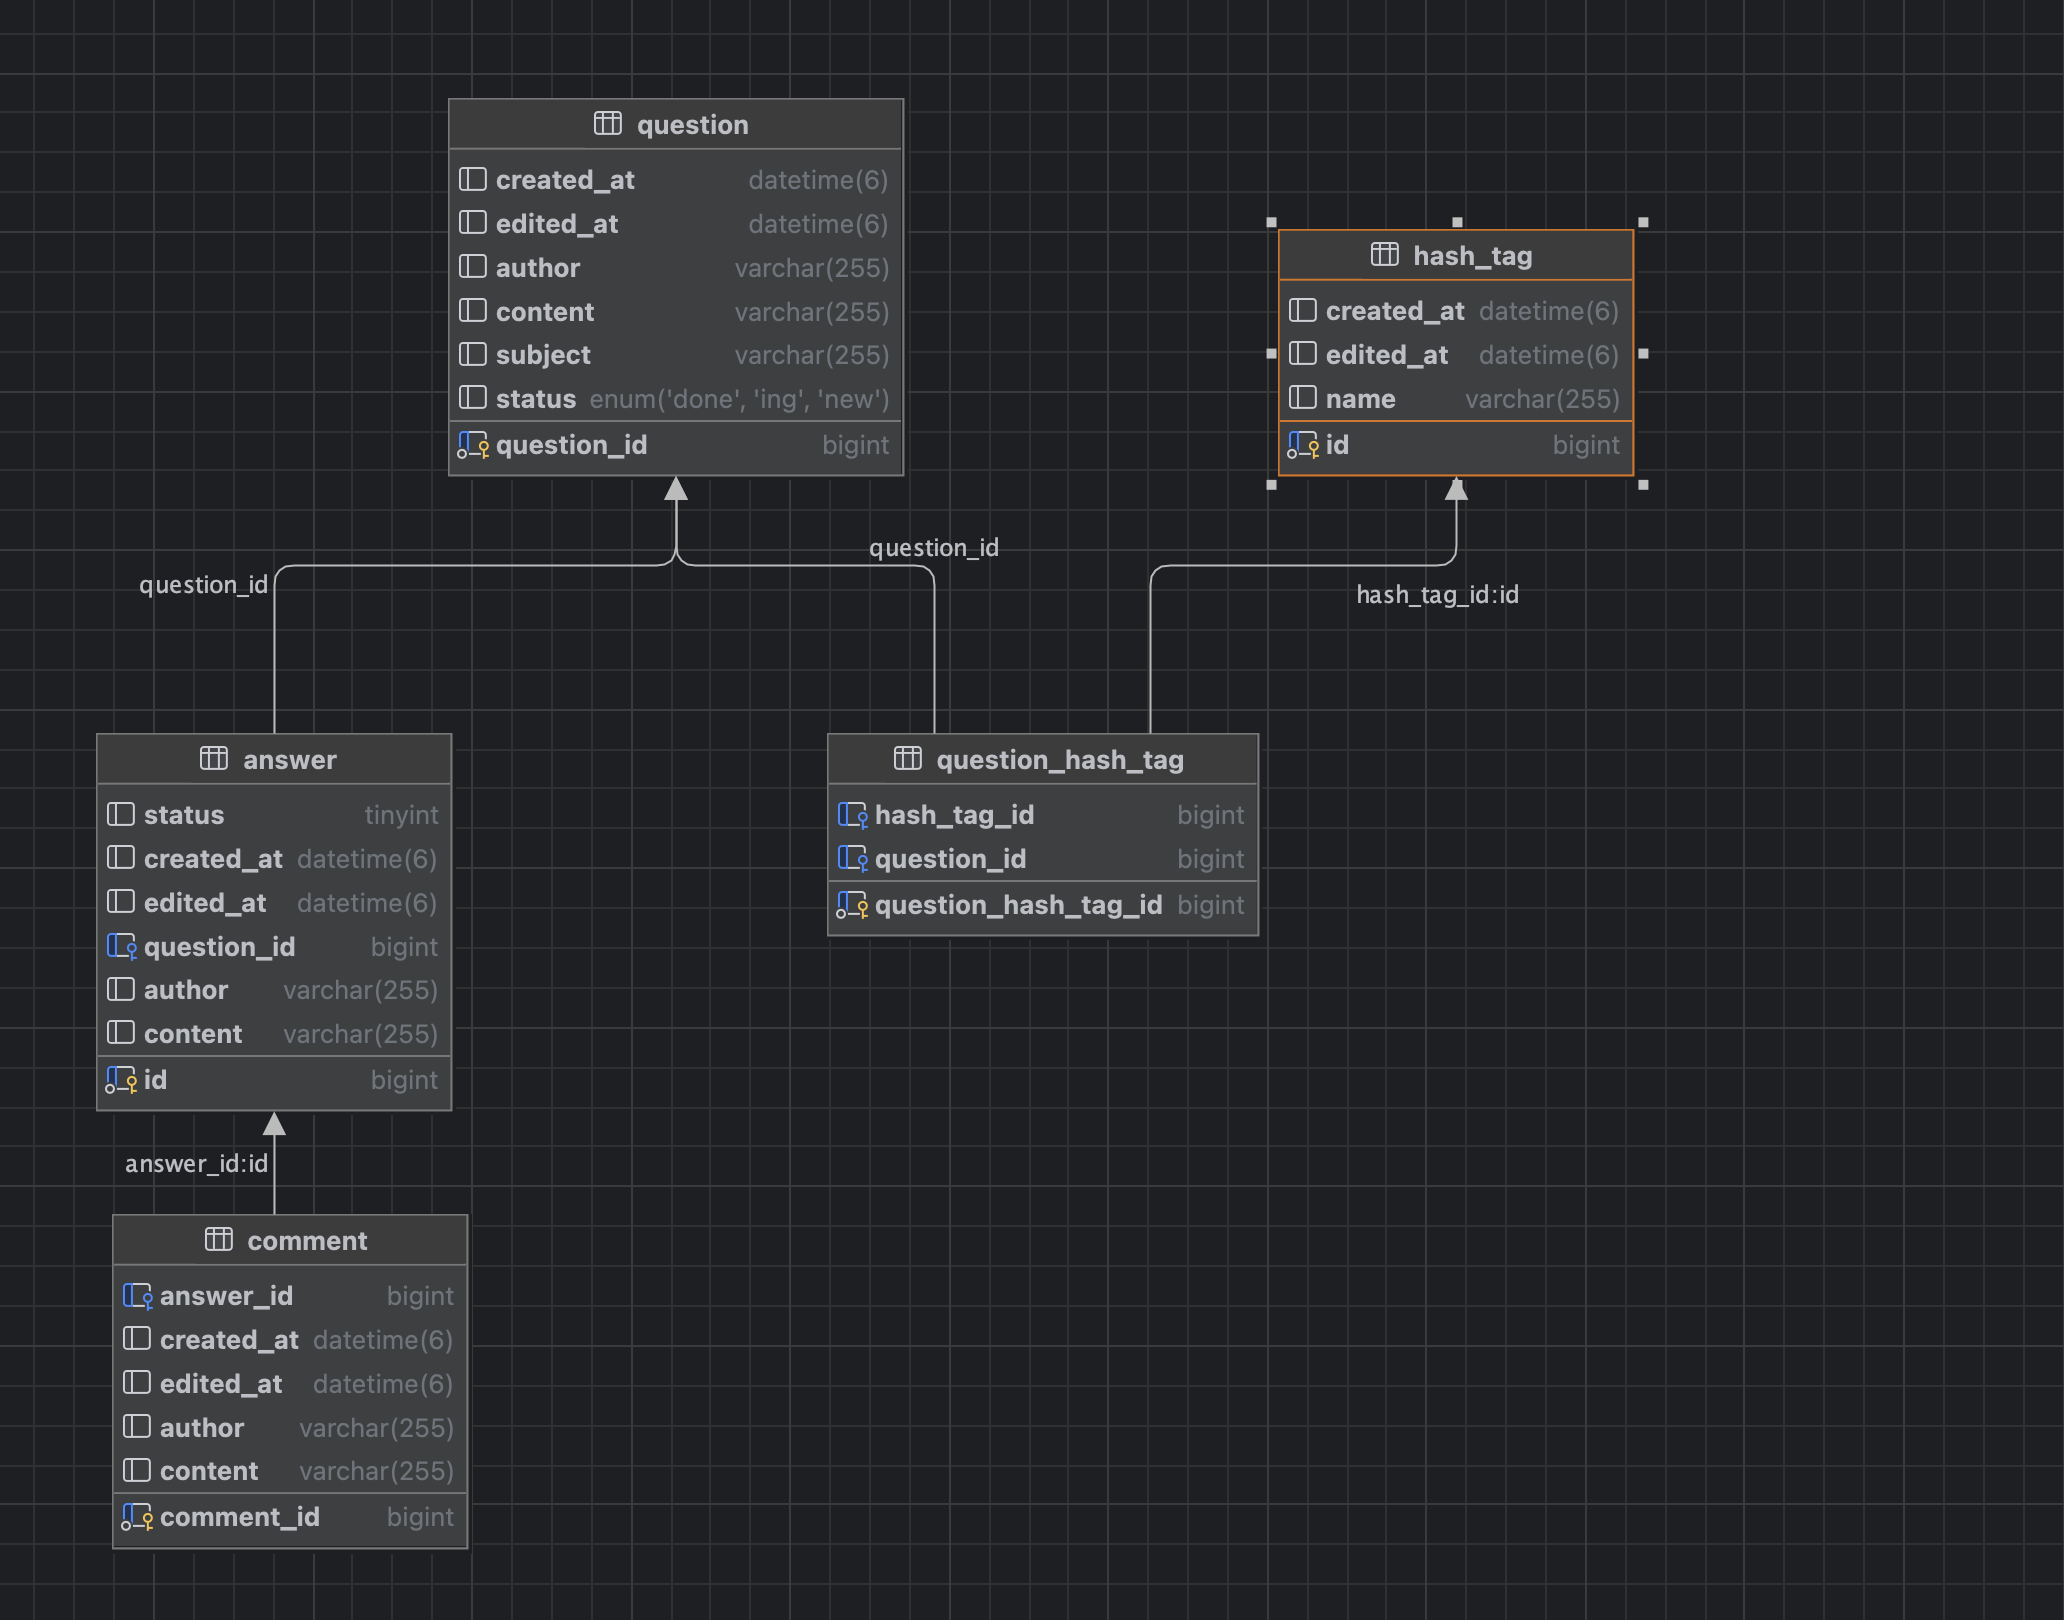 question
created_at datetime(6)
edited_at datetime(6)
author varchar(255)
content varchar(255)
subject varchar(255)
status enum('done', 'ing', 'new')
question_id bigint
hash_tag
created_at datetime(6)
edited_at datetime(6)
name varchar(255)
id bigint
question_id
question_id
hash_tag_id:id
answer
status tinyint
created_at datetime(6)
edited_at datetime(6)
question_id bigint
author varchar(255)
content varchar(255)
id bigint
question_hash_tag
hash_tag_id bigint
question_id bigint
question_hash_tag_id bigint
answer_id:id
comment
answer_id bigint
created_at datetime(6)
edited_at datetime(6)
author varchar(255)
content varchar(255)
comment_id bigint